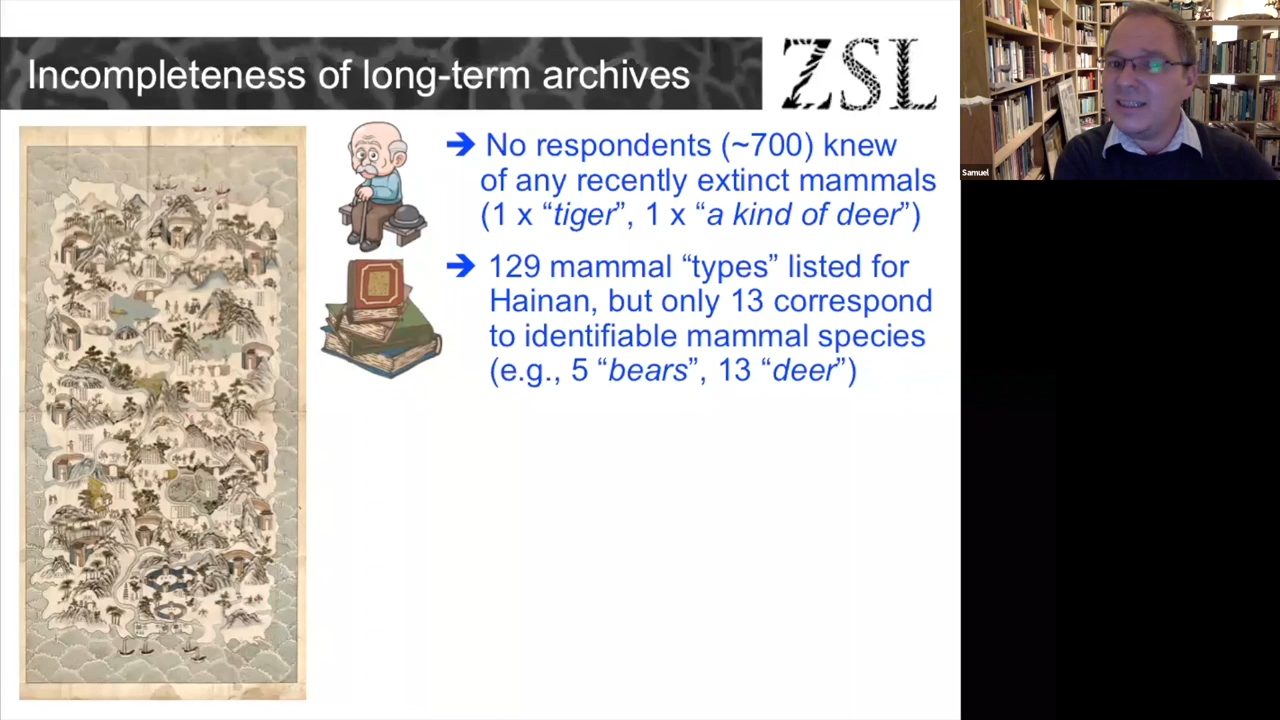 Incompleteness of long-term archives
ZSL
➔ No respondents (~700) knew
of any recently extinct mammals
(1 x “tiger”, 1 x “a kind of deer”)
➔ 129 mammal “types” listed for
Hainan, but only 13 correspond
to identifiable mammal species
(e.g., 5 “bears”, 13 “deer”)
Samuel